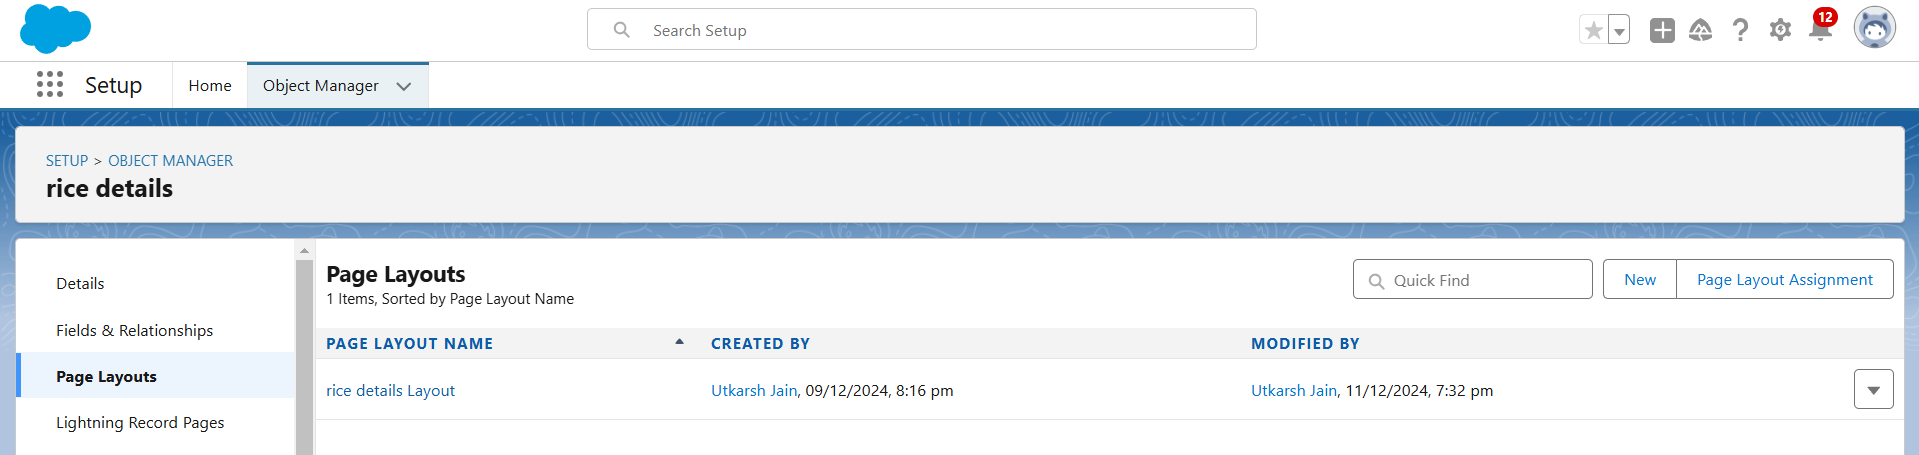 Search Setup
12
Setup
Home
Object Manager
SETUP > OBJECT MANAGER
rice details
Details
Fields & Relationships
Page Layouts
Lightning Record Pages
Page Layouts
1 Items, Sorted by Page Layout Name
Quick Find
New
Page Layout Assignment
PAGE LAYOUT NAME CREATED BY MODIFIED BY
rice details Layout Utkarsh Jain, 09/12/2024, 8:16 pm Utkarsh Jain, 11/12/2024, 7:32 pm